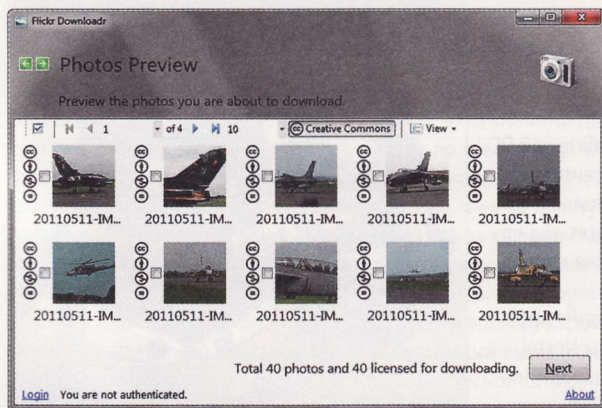 Flickr Downloadr
Photos Preview
Preview the photos you are about to download.
1 of 4 10 Creative Commons View
20110511-IM... 20110511-IM... 20110511-IM... 20110511-IM... 20110511-IM...
20110511-IM... 20110511-IM... 20110511-IM... 20110511-IM... 20110511-IM...
Total 40 photos and 40 licensed for downloading. Next
Login You are not authenticated. About